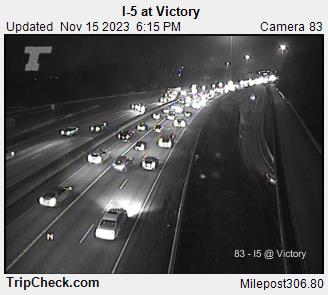 I-5 at Victory
Updated  Nov 15 2023  6:15 PM
Camera 83
T
N
83 - I5 @ Victory
TripCheck.com
Milepost306.80